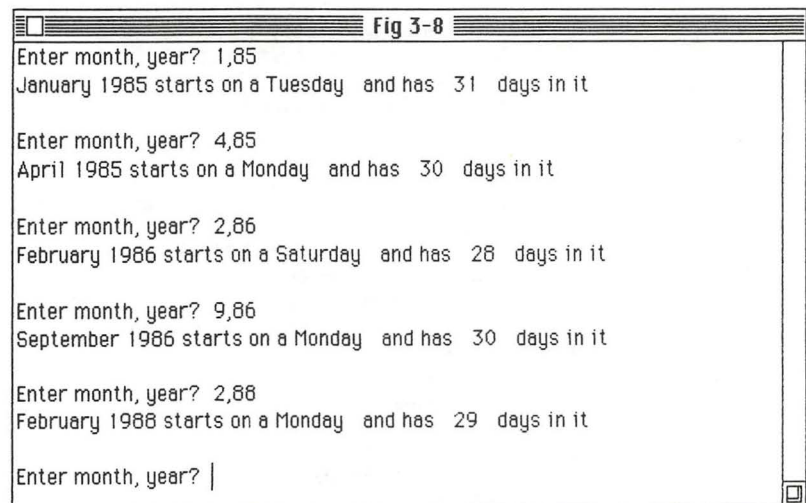 Fig 3-8
Enter month, year? 1,85
January 1985 starts on a Tuesday and has 31 days in it
Enter month, year? 4,85
April 1985 starts on a Monday and has 30 days in it
Enter month, year? 2,86
February 1986 starts on a Saturday and has 28 days in it
Enter month, year? 9,86
September 1986 starts on a Monday and has 30 days in it
Enter month, year? 2,88
February 1988 starts on a Monday and has 29 days in it
Enter month, year?